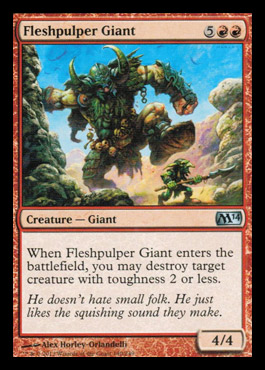 Fleshpulper Giant 5
Creature — Giant M14
When Fleshpulper Giant enters the
battlefield, you may destroy target
creature with toughness 2 or less.
He doesn't hate small folk. He just
likes the squishing sound they make.
Alex Horley-Orlandelli
4/4